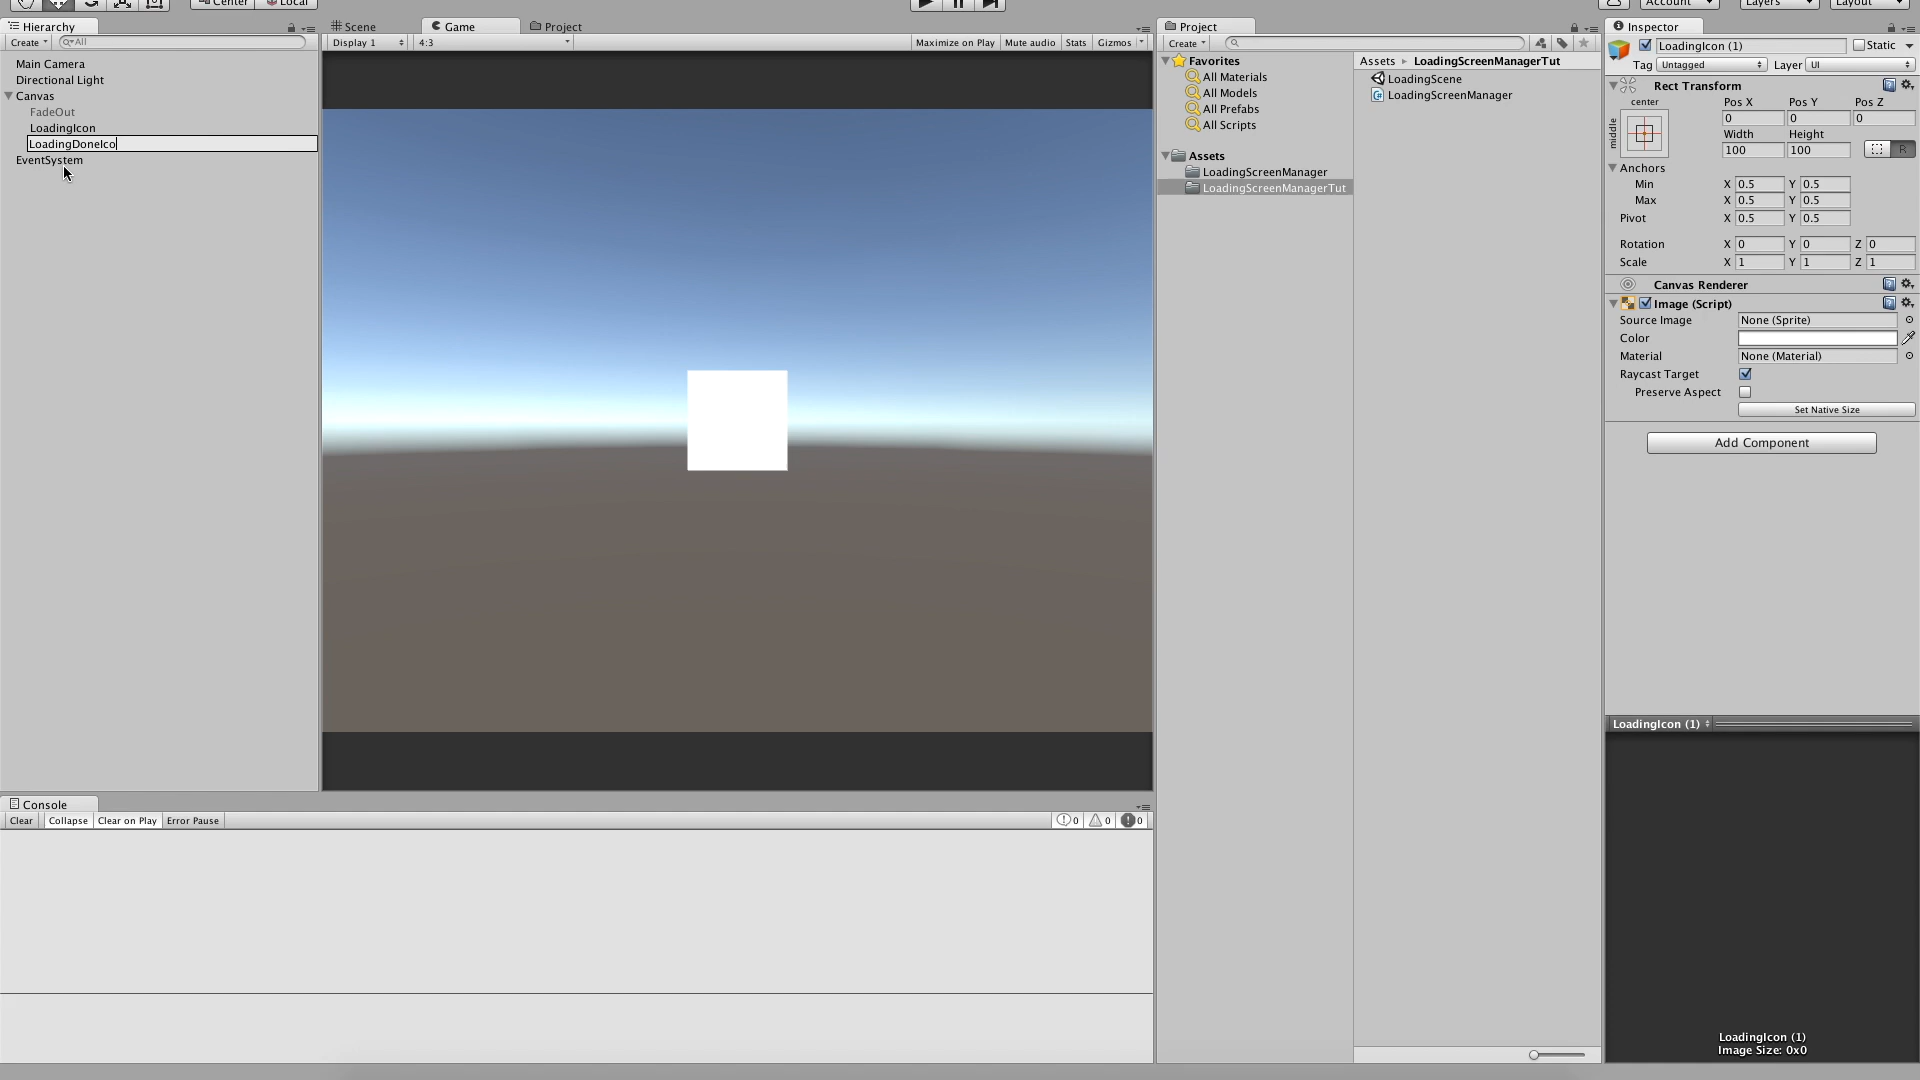 Center
Local
Account
Layers
Layout
Hierarchy
Create
All
Main Camera
Directional Light
Canvas
FadeOut
LoadingIcon
LoadingDoneIco
EventSystem
Scene
Game
Project
Display 1
4:3
Maximize on Play
Mute audio
Stats
Gizmos
Project
Create
Favorites
All Materials
All Models
All Prefabs
All Scripts
Assets
LoadingScreenManager
LoadingScreenManagerTut
Assets ▸ LoadingScreenManagerTut
LoadingScene
LoadingScreenManager
Inspector
LoadingIcon (1)
Static
Tag Untagged
Layer UI
Rect Transform
center
middle
Pos X Pos Y Pos Z
0 0 0
Width Height
100 100
R
Anchors
Min X 0.5 Y 0.5
Max X 0.5 Y 0.5
Pivot X 0.5 Y 0.5
Rotation X 0 Y 0 Z 0
Scale X 1 Y 1 Z 1
Canvas Renderer
Image (Script)
Source Image None (Sprite)
Color
Material None (Material)
Raycast Target
Preserve Aspect
Set Native Size
Add Component
LoadingIcon (1)
LoadingIcon (1)
Image Size: 0x0
Console
Clear
Collapse
Clear on Play
Error Pause
0
0
0